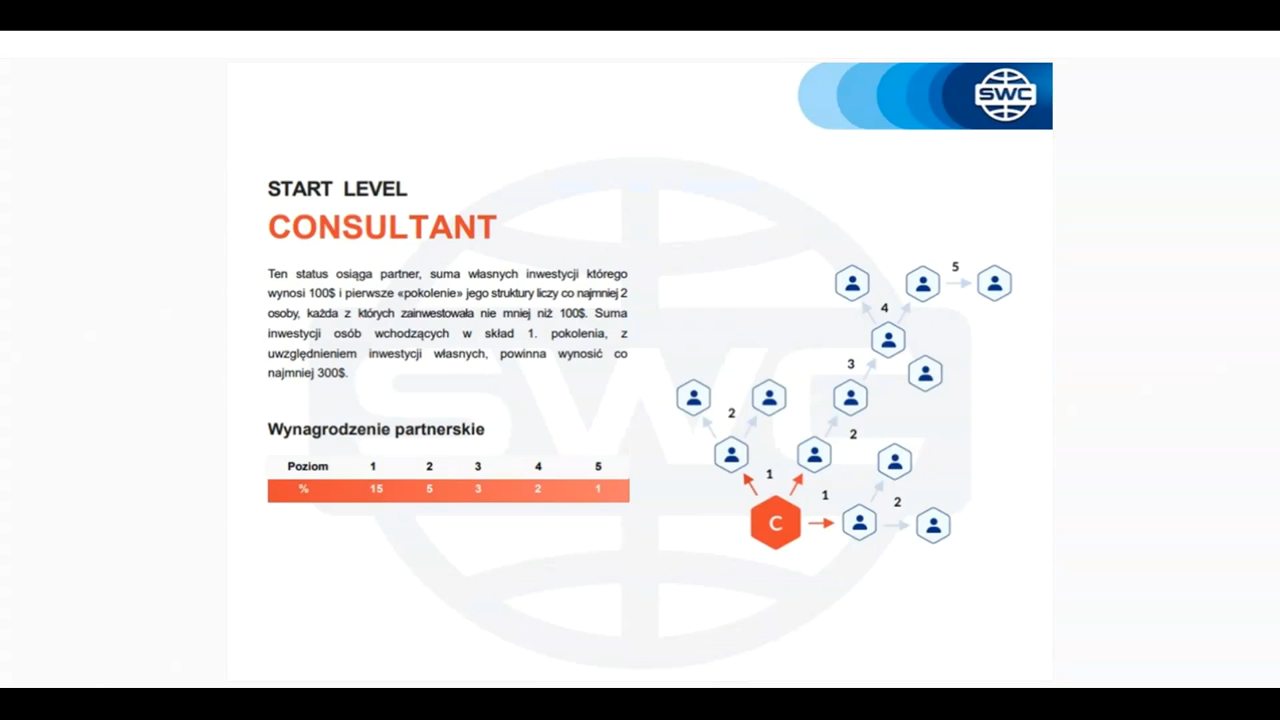 SWC
START LEVEL
CONSULTANT
Ten status osiąga partner, suma własnych inwestycji którego
wynosi 100$ i pierwsze «pokolenie» jego struktury liczy co najmniej 2
osoby, każda z których zainwestowała nie mniej niż 100$. Suma
inwestycji osób wchodzących w skład 1. pokolenia, z
uwzględnieniem inwestycji własnych, powinna wynosić co
najmniej 300$.
Wynagrodzenie partnerskie
Poziom 1 2 3 4 5
% 15 5 3 2 1
5
4
3
2
2
1
1
2
C
SWC